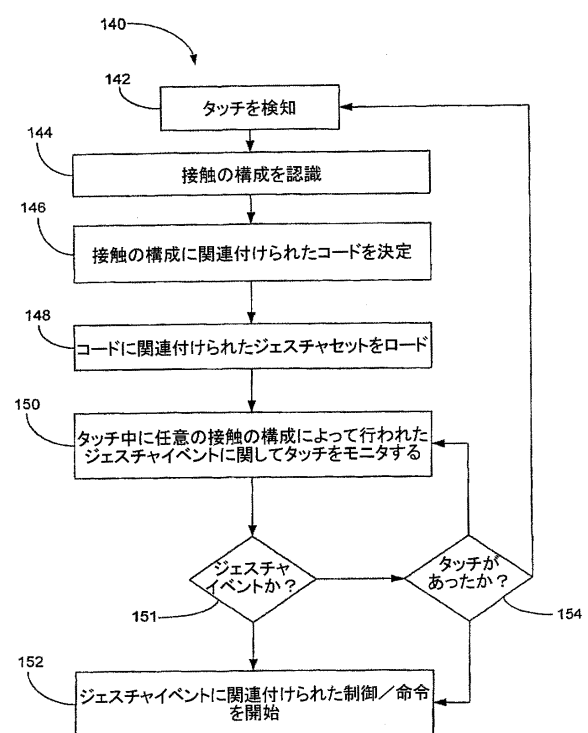 140
142
タッチを検知
144
接触の構成を認識
146
接触の構成に関連付けられたコードを決定
148
コードに関連付けられたジェスチャセットをロード
150
タッチ中に任意の接触の構成によって行われた
ジェスチャイベントに関してタッチをモニタする
ジェスチャ
イベントか?
151
タッチが
あったか?
154
152
ジェスチャイベントに関連付けられた制御/命令
を開始